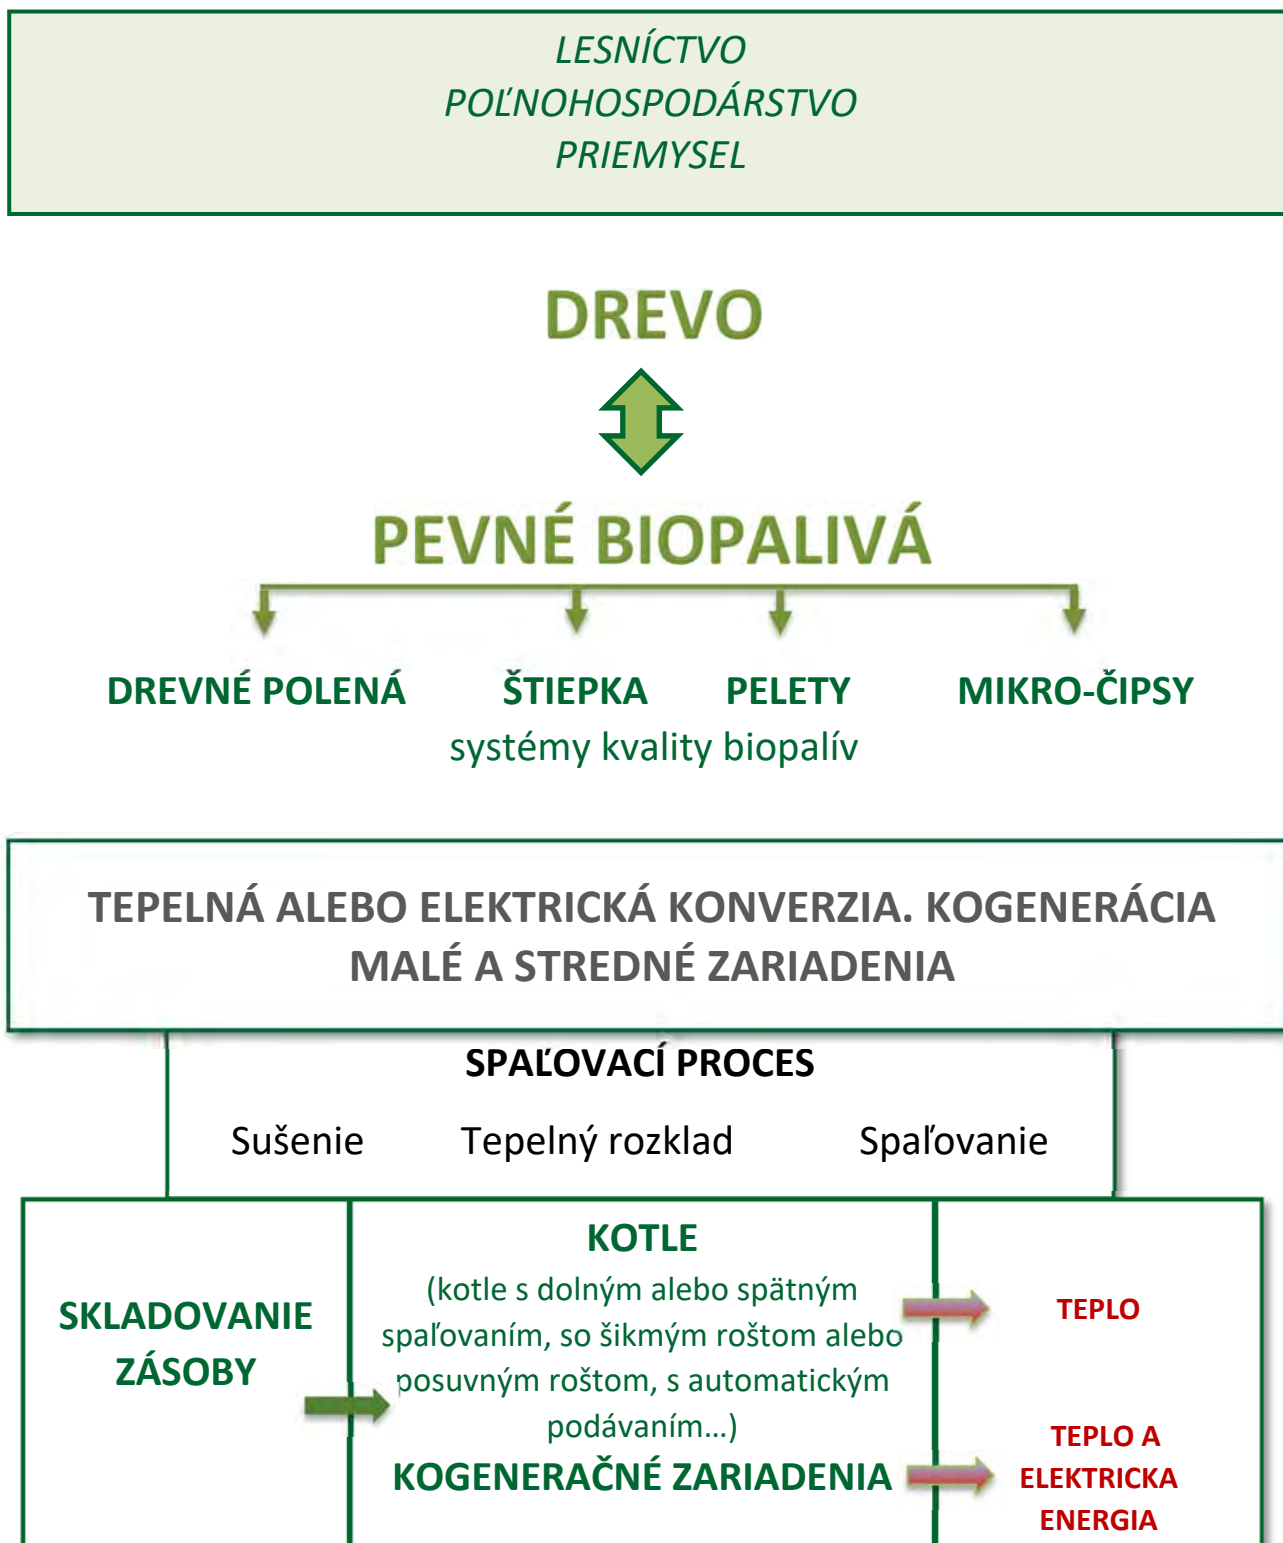 LESNÍCTVO
POĽNOHOSPODÁRSTVO
PRIEMYSEL
DREVO
PEVNÉ BIOPALIVÁ
DREVNÉ POLENÁ ŠTIEPKA PELETY MIKRO-ČIPSY
systémy kvality biopalív
TEPELNÁ ALEBO ELEKTRICKÁ KONVERZIA. KOGENERÁCIA
MALÉ A STREDNÉ ZARIADENIA
SPAĽOVACÍ PROCES
Sušenie Tepelný rozklad Spaľovanie
SKLADOVANIE
ZÁSOBY
KOTLE
(kotle s dolným alebo spätným
spaľovaním, so šikmým roštom alebo
posuvným roštom, s automatickým
podávaním…)
KOGENERAČNÉ ZARIADENIA
TEPLO
TEPLO A
ELEKTRICKA
ENERGIA